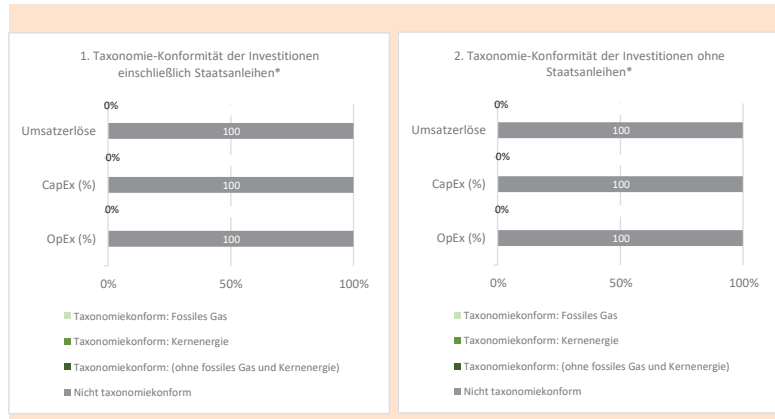 1. Taxonomie-Konformität der Investitionen
einschließlich Staatsanleihen*
0%
Umsatzerlöse
100
0%
CapEx (%)
100
0%
OpEx (%)
100
0%
50%
100%
Taxonomiekonform: Fossiles Gas
Taxonomiekonform: Kernenergie
Taxonomiekonform: (ohne fossiles Gas und Kernenergie)
Nicht taxonomiekonform
2. Taxonomie-Konformität der Investitionen ohne
Staatsanleihen*
0%
Umsatzerlöse
100
0%
CapEx (%)
100
0%
OpEx (%)
100
0%
50%
100%
Taxonomiekonform: Fossiles Gas
Taxonomiekonform: Kernenergie
Taxonomiekonform: (ohne fossiles Gas und Kernenergie)
Nicht taxonomiekonform